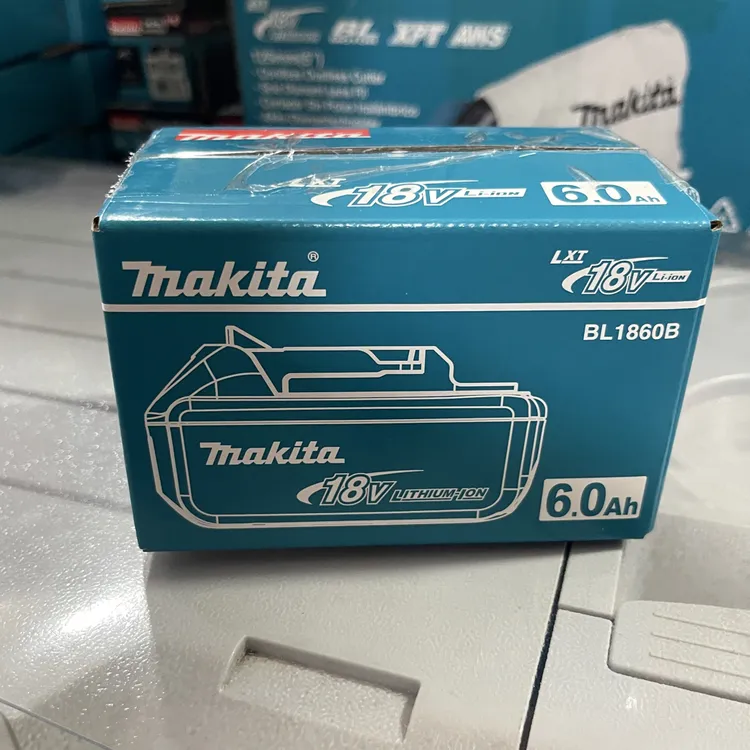 18V
BL XPT AWS
Makita
Makita
LXT 18V Li-ion 6.0Ah
Makita®
LXT 18V Li-ion
BL1860B
Makita
18V LITHIUM-ION
6.0Ah